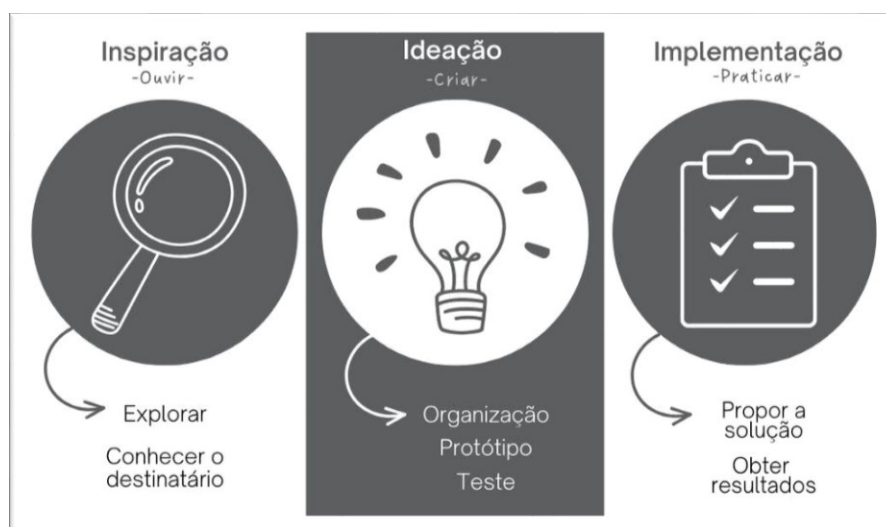 Inspiração
-Ouvir-
Explorar
Conhecer o
destinatário
Ideação
-Criar-
Organização
Protótipo
Teste
Implementação
-Praticar-
Propor a
solução
Obter
resultados